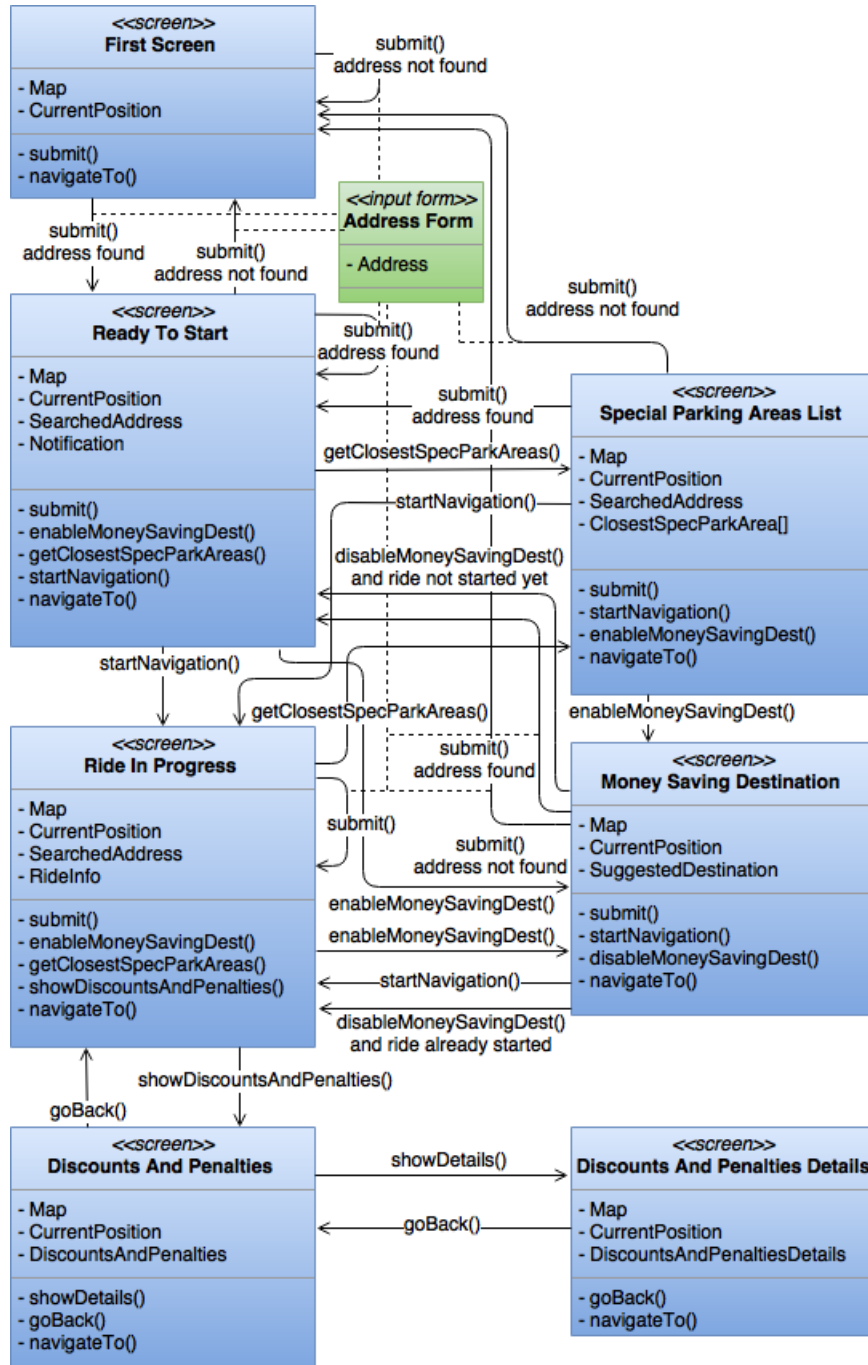 <<screen>>
First Screen
- Map
- CurrentPosition
- submit()
- navigateTo()
submit()
address not found
<<input form>>
Address Form
- Address
submit()
address found
submit()
address not found
submit()
address not found
<<screen>>
Ready To Start
- Map
- CurrentPosition
- SearchedAddress
- Notification
- submit()
- enableMoneySavingDest()
- getClosestSpecParkAreas()
- startNavigation()
- navigateTo()
submit()
address found
submit()
address found
getClosestSpecParkAreas()
startNavigation()
<<screen>>
Special Parking Areas List
- Map
- CurrentPosition
- SearchedAddress
- ClosestSpecParkArea[]
- submit()
- startNavigation()
- enableMoneySavingDest()
- navigateTo()
disableMoneySavingDest()
and ride not started yet
startNavigation()
getClosestSpecParkAreas()
enableMoneySavingDest()
<<screen>>
Ride In Progress
- Map
- CurrentPosition
- SearchedAddress
- RideInfo
- submit()
- enableMoneySavingDest()
- getClosestSpecParkAreas()
- showDiscountsAndPenalties()
- navigateTo()
submit()
address found
submit()
submit()
address not found
enableMoneySavingDest()
enableMoneySavingDest()
startNavigation()
disableMoneySavingDest()
and ride already started
<<screen>>
Money Saving Destination
- Map
- CurrentPosition
- SuggestedDestination
- submit()
- startNavigation()
- disableMoneySavingDest()
- navigateTo()
showDiscountsAndPenalties()
goBack()
<<screen>>
Discounts And Penalties
- Map
- CurrentPosition
- DiscountsAndPenalties
- showDetails()
- goBack()
- navigateTo()
showDetails()
goBack()
<<screen>>
Discounts And Penalties Details
- Map
- CurrentPosition
- DiscountsAndPenaltiesDetails
- goBack()
- navigateTo()